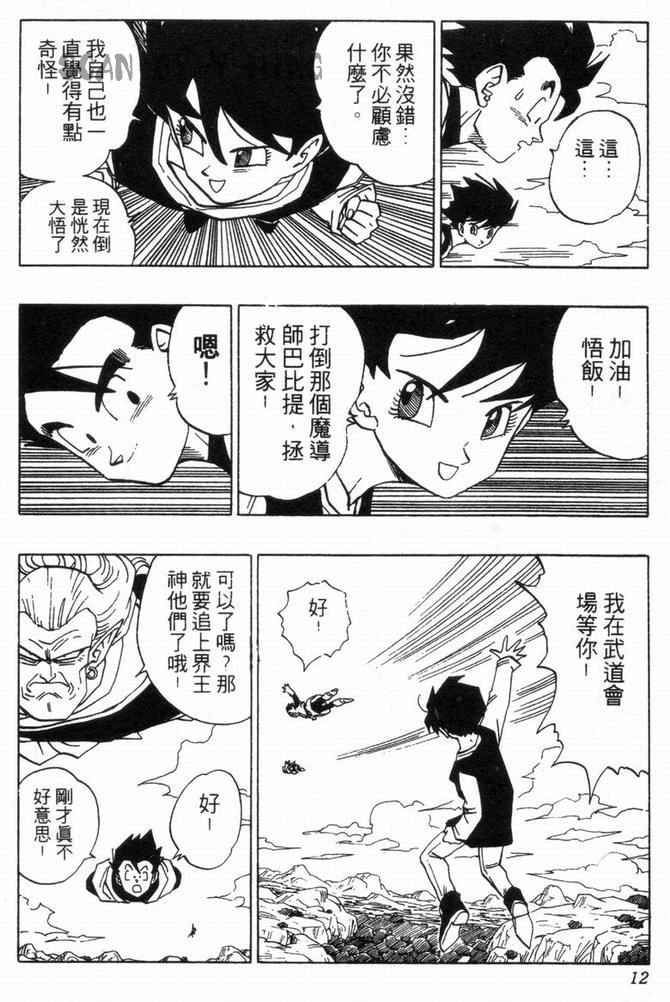 這…
這…
果然沒錯…
你不必顧慮
什麼了。
我自己也一
直覺得有點
奇怪！
現在倒
是恍然
大悟了
加油！
悟飯！
打倒那個魔導
師巴比提，拯
救大家！
嗯！
我在武道會
場等你！
好！
可以了嗎？那
就要追上界王
神他們了哦！
好！
剛才真不
好意思！
12